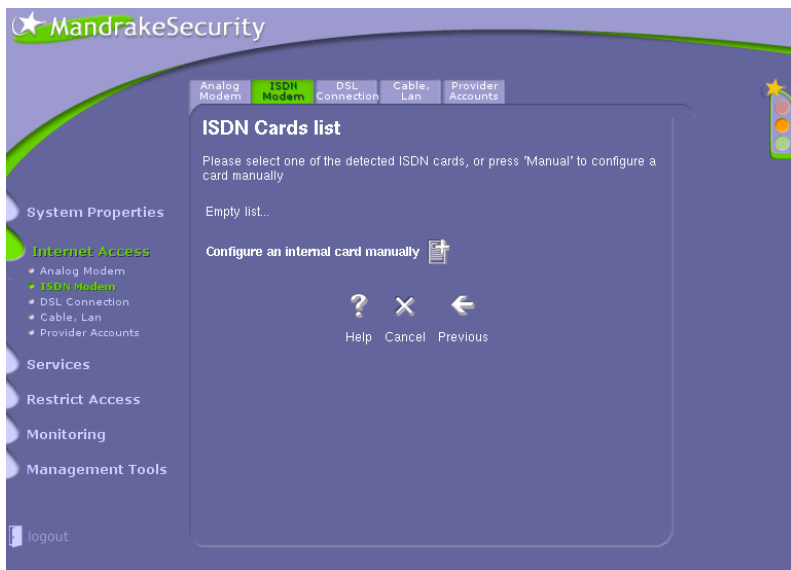 MandrakeSecurity
Analog Modem
ISDN Modem
DSL Connection
Cable, Lan
Provider Accounts
ISDN Cards list
Please select one of the detected ISDN cards, or press "Manual" to configure a
card manually
Empty list...
Configure an internal card manually
Help Cancel Previous
System Properties
Internet Access
Analog Modem
ISDN Modem
DSL Connection
Cable, Lan
Provider Accounts
Services
Restrict Access
Monitoring
Management Tools
logout